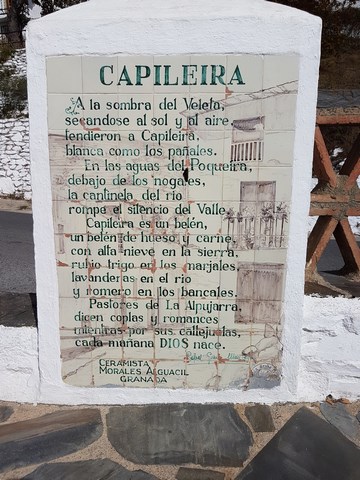 CAPILEIRA
A la sombra del Veleta,
secandose al sol y al aire,
tendieron a Capileira,
blanca como los pañales.
En las aguas del Poqueira,
debajo de los nogales,
la cantinela del río
rompe el silencio del Valle.
Capileira es un belén,
un belén de hueso y carne,
con alta nieve en la sierra,
rubio trigo en los marjales,
lavanderas en el río
y romero en los bancales.
Pastores de La Alpujarra,
dicen coplas y romances
mientras por sus callejuelas,
cada mañana DIOS nace.
CERAMISTA
MORALES ALGUACIL
GRANADA